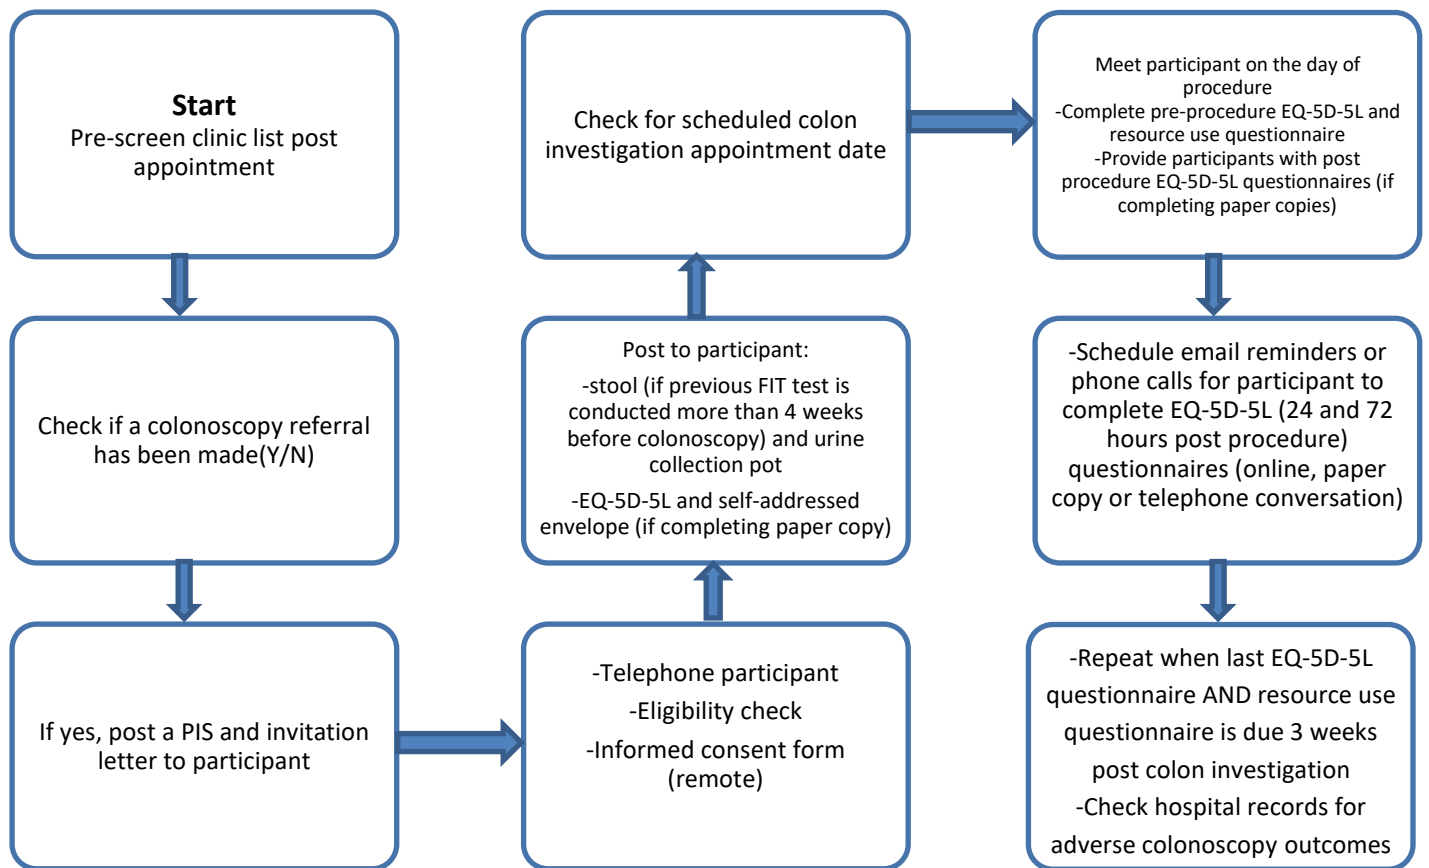 Start
Pre-screen clinic list post
appointment
Check if a colonoscopy referral
has been made(Y/N)
If yes, post a PIS and invitation
letter to participant
-Telephone participant
-Eligibility check
-Informed consent form
(remote)
Post to participant:
-stool (if previous FIT test is
conducted more than 4 weeks
before colonoscopy) and urine
collection pot
-EQ-5D-5L and self-addressed
envelope (if completing paper copy)
Check for scheduled colon
investigation appointment date
Meet participant on the day of
procedure
-Complete pre-procedure EQ-5D-5L and
resource use questionnaire
-Provide participants with post
procedure EQ-5D-5L questionnaires (if
completing paper copies)
-Schedule email reminders or
phone calls for participant to
complete EQ-5D-5L (24 and 72
hours post procedure)
questionnaires (online, paper
copy or telephone conversation)
-Repeat when last EQ-5D-5L
questionnaire AND resource use
questionnaire is due 3 weeks
post colon investigation
-Check hospital records for
adverse colonoscopy outcomes